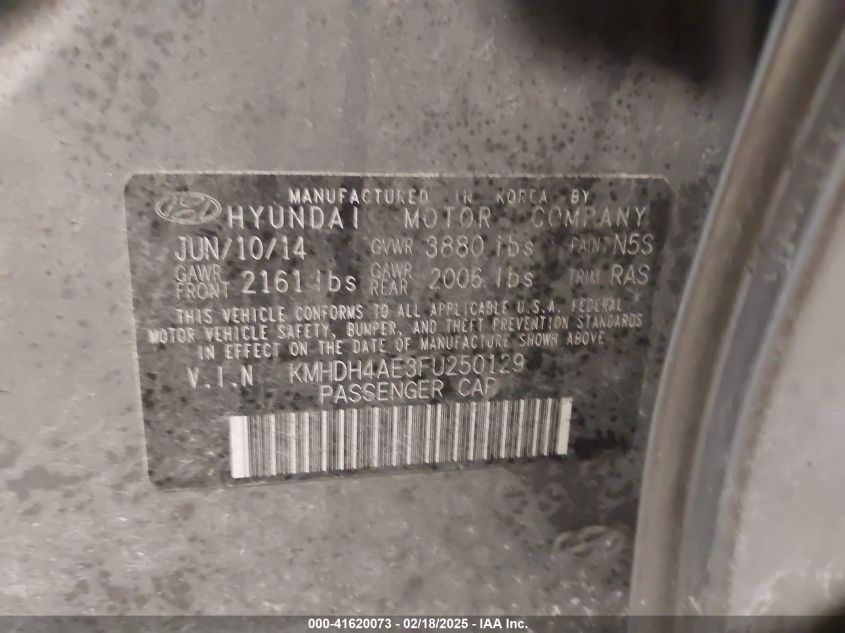 MANUFACTURED IN KOREA BY
HYUNDAI MOTOR COMPANY
JUN/10/14 GVWR 3880 lbs PAINT N5S
GAWR FRONT 2161 lbs GAWR REAR 2006 lbs TRIM RAS
THIS VEHICLE CONFORMS TO ALL APPLICABLE U.S.A. FEDERAL
MOTOR VEHICLE SAFETY, BUMPER, AND THEFT PREVENTION STANDARDS
IN EFFECT ON THE DATE OF MANUFACTURE SHOWN ABOVE.
V.I.N KMHDH4AE3FU250129
PASSENGER CAR
000-41620073 - 02/18/2025 - IAA Inc.